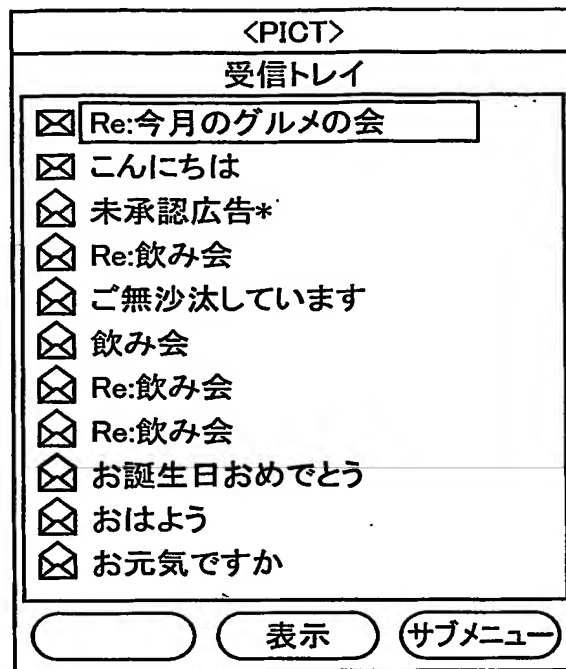 <PICT>
受信トレイ
Re:今月のグルメの会
こんにちは
未承認広告*
Re:飲み会
ご無沙汰しています
飲み会
Re:飲み会
Re:飲み会
お誕生日おめでとう
おはよう
お元気ですか
表示 サブメニュー